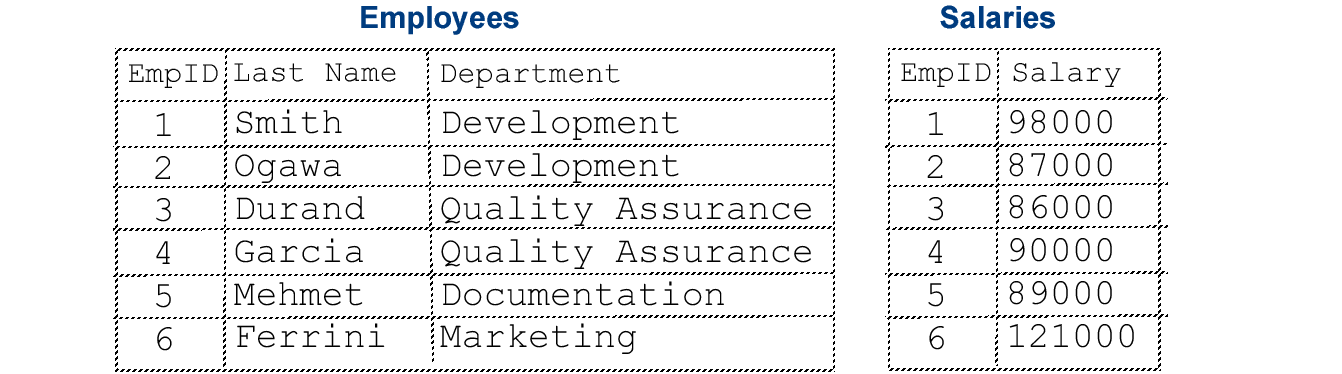 Employees Salaries
EmpID Last Name Department EmpID Salary
1 Smith Development 1 98000
2 Ogawa Development 2 87000
3 Durand Quality Assurance 3 86000
4 Garcia Quality Assurance 4 90000
5 Mehmet Documentation 5 89000
6 Ferrini Marketing 6 121000